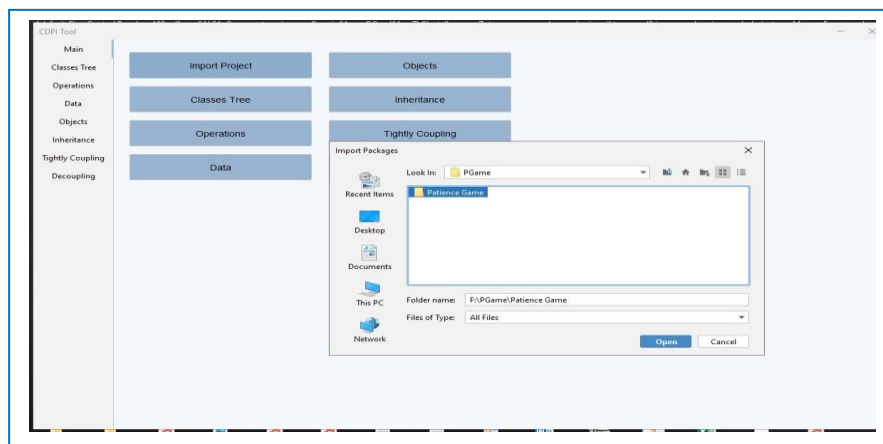 CDPI Tool
Main
Classes Tree
Operations
Data
Objects
Inheritance
Tightly Coupling
Decoupling
Import Project
Objects
Classes Tree
Inheritance
Operations
Tightly Coupling
Data
Import Packages
Look In:
PGame
Patience Game
Recent Items
Desktop
Documents
This PC
Network
Folder name:
F:\PGame\Patience Game
Files of Type:
All Files
Open
Cancel